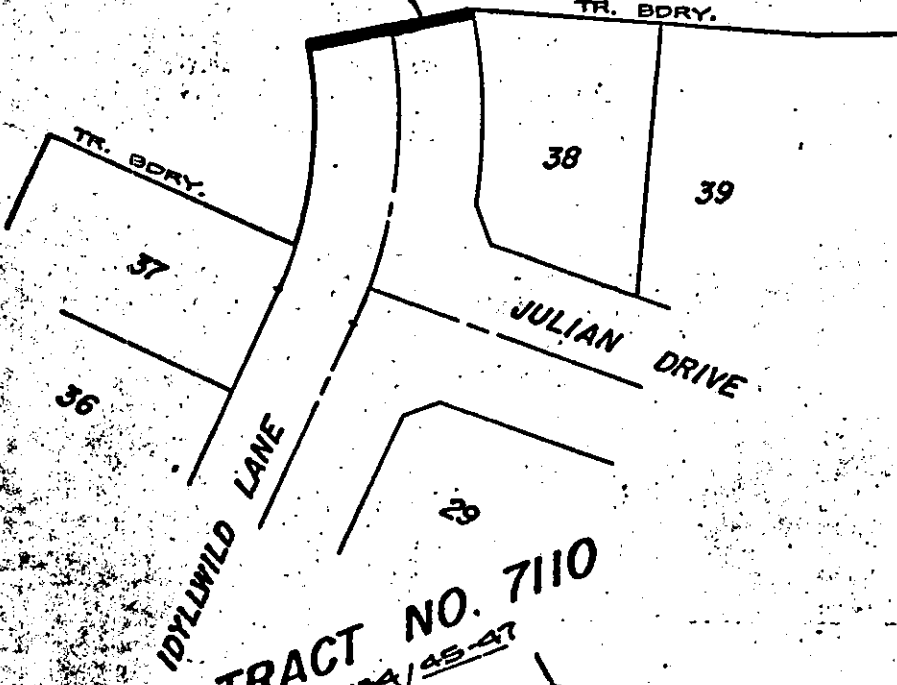 TR. BDRY.
TR. BDRY.
38
39
37
JULIAN DRIVE
36
IDYLLWILD LANE
29
TRACT NO. 7110
45-47